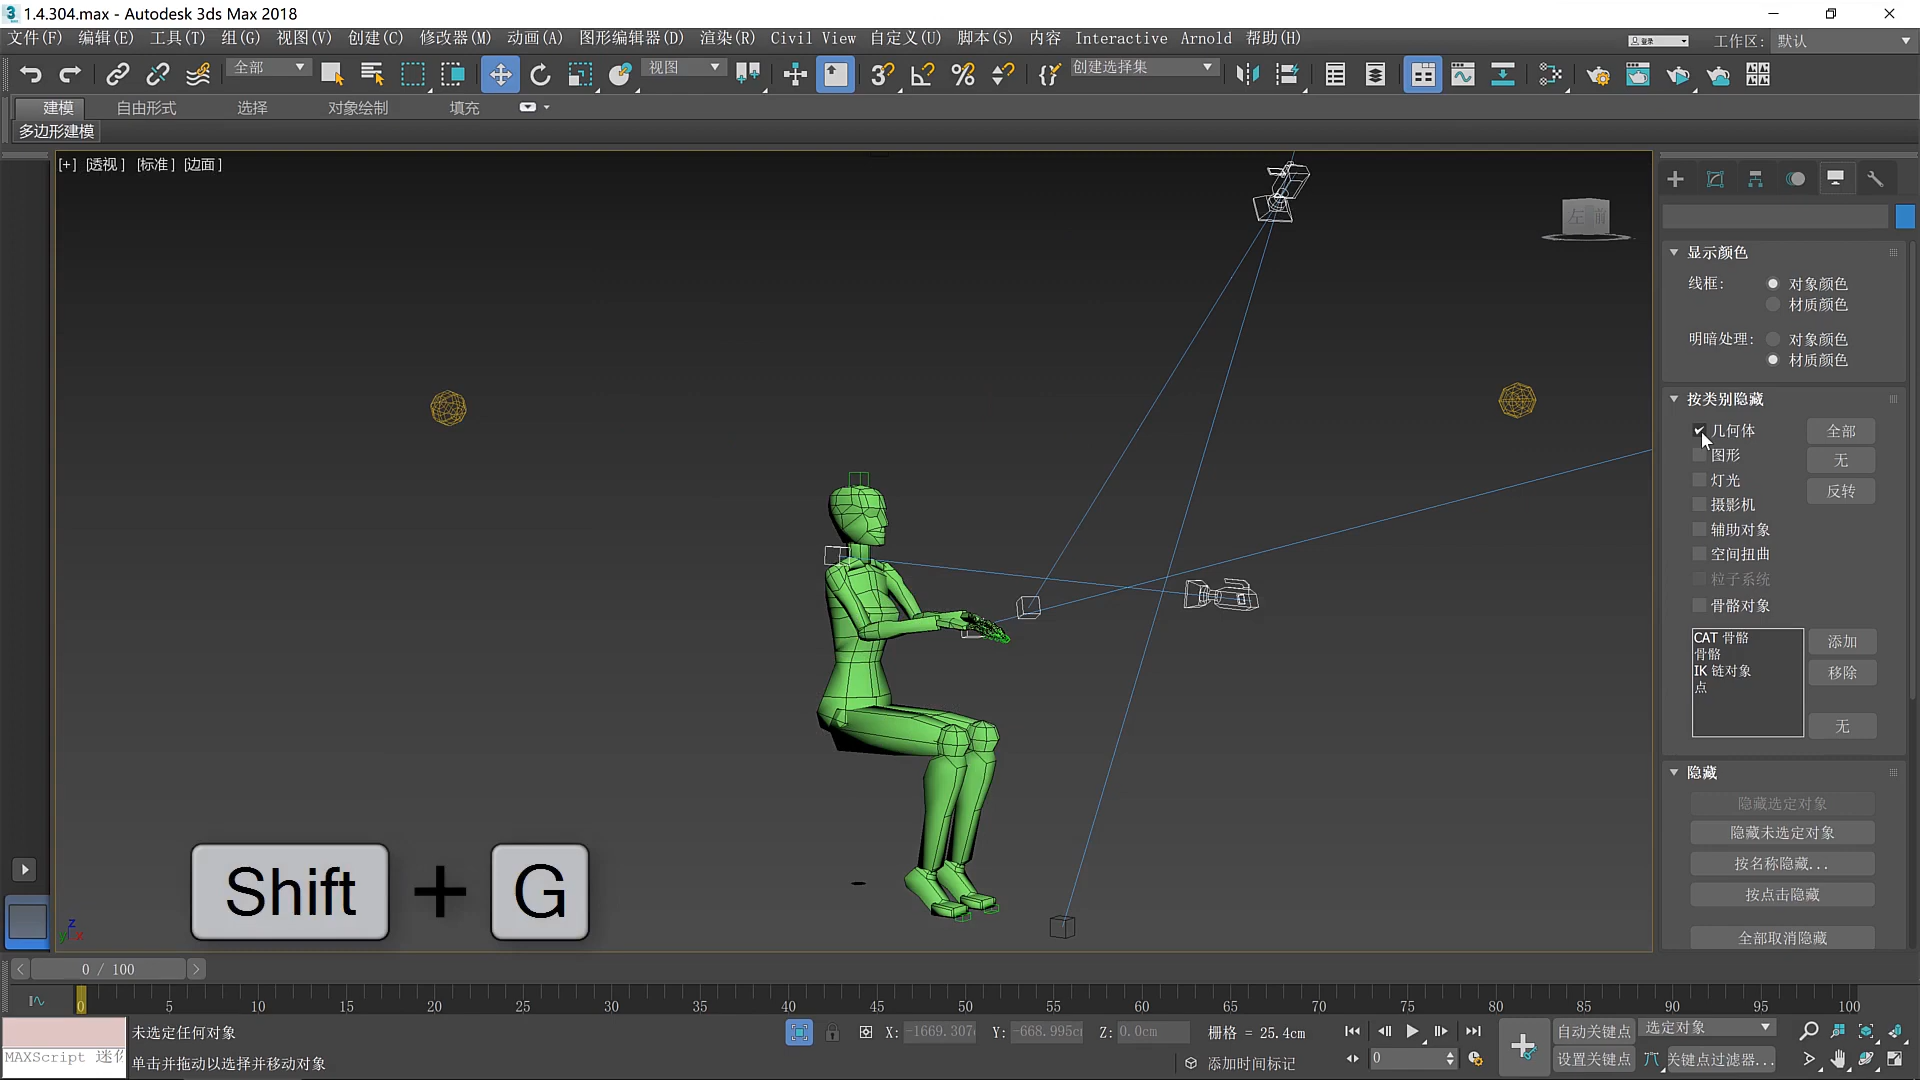 1.4.304.max - Autodesk 3ds Max 2018
文件(F) 编辑(E) 工具(T) 组(G) 视图(V) 创建(C) 修改器(M) 动画(A) 图形编辑器(D) 渲染(R) Civil View 自定义(U) 脚本(S) 内容 Interactive Arnold 帮助(H) 登录 工作区: 默认
全部 视图 创建选择集
建模 自由形式 选择 对象绘制 填充
多边形建模
[+] [透视] [标准] [边面]
左 前
显示颜色
线框: 对象颜色
材质颜色
明暗处理: 对象颜色
材质颜色
按类别隐藏
几何体 全部
图形 无
灯光 反转
摄影机
辅助对象
空间扭曲
粒子系统
骨骼对象
CAT 骨骼 添加
骨骼
IK 链对象 移除
点
无
隐藏
隐藏选定对象
隐藏未选定对象
按名称隐藏...
按点击隐藏
全部取消隐藏
Shift + G
z
y x
0 / 100
0 5 10 15 20 25 30 35 40 45 50 55 60 65 70 75 80 85 90 95 100
未选定任何对象 X: -1669.307 Y: -668.995c Z: 0.0cm 栅格 = 25.4cm 自动关键点 选定对象
MAXScript 迷 单击并拖动以选择并移动对象 添加时间标记 0 设置关键点 关键点过滤器...